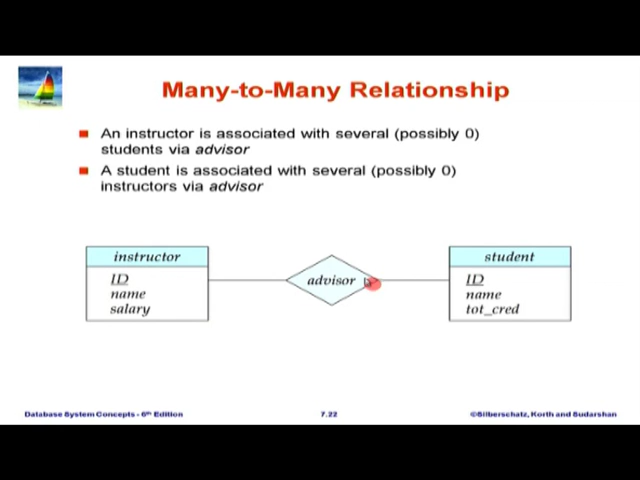 Many-to-Many Relationship
An instructor is associated with several (possibly 0)
students via advisor
A student is associated with several (possibly 0)
instructors via advisor
instructor
ID
name
salary
advisor
student
ID
name
tot_cred
Database System Concepts - 6th Edition
7.22
©Silberschatz, Korth and Sudarshan